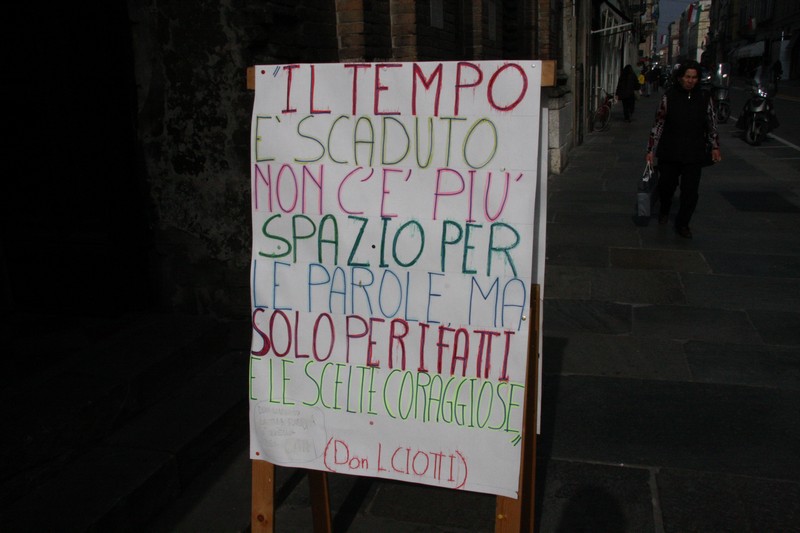 "IL TEMPO
E' SCADUTO
NON C'E' PIU'
SPAZIO PER
LE PAROLE, MA
SOLO PER I FATTI
E LE SCELTE CORAGGIOSE"
(Don L. CIOTTI)